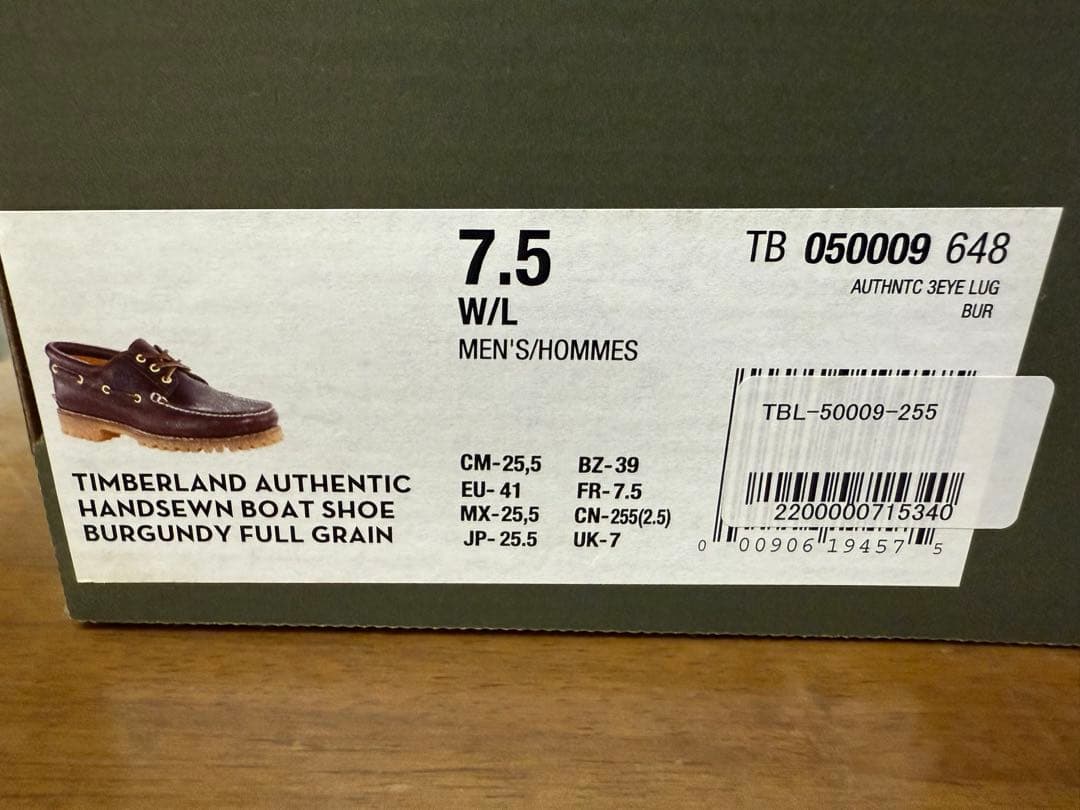 7.5
W/L
MEN'S/HOMMES
TB 050009 648
AUTHNTC 3EYE LUG
BUR
TIMBERLAND AUTHENTIC
HANDSEWN BOAT SHOE
BURGUNDY FULL GRAIN
CM-25,5 BZ-39
EU-41 FR-7.5
MX-25,5 CN-255(2.5)
JP-25.5 UK-7
TBL-50009-255
2200000715340
0 00906 19457 5